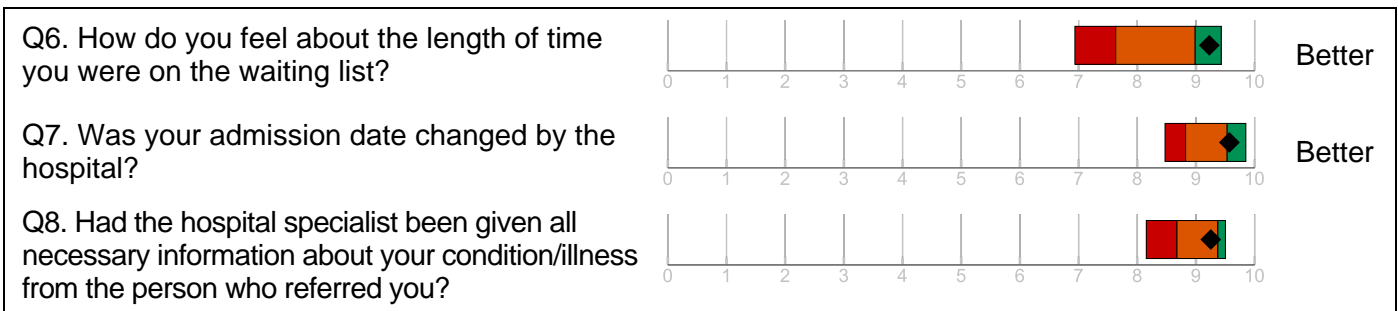 Q6. How do you feel about the length of time
you were on the waiting list?
0 1 2 3 4 5 6 7 8 9 10
Better
Q7. Was your admission date changed by the
hospital?
0 1 2 3 4 5 6 7 8 9 10
Better
Q8. Had the hospital specialist been given all
necessary information about your condition/illness
from the person who referred you?
0 1 2 3 4 5 6 7 8 9 10